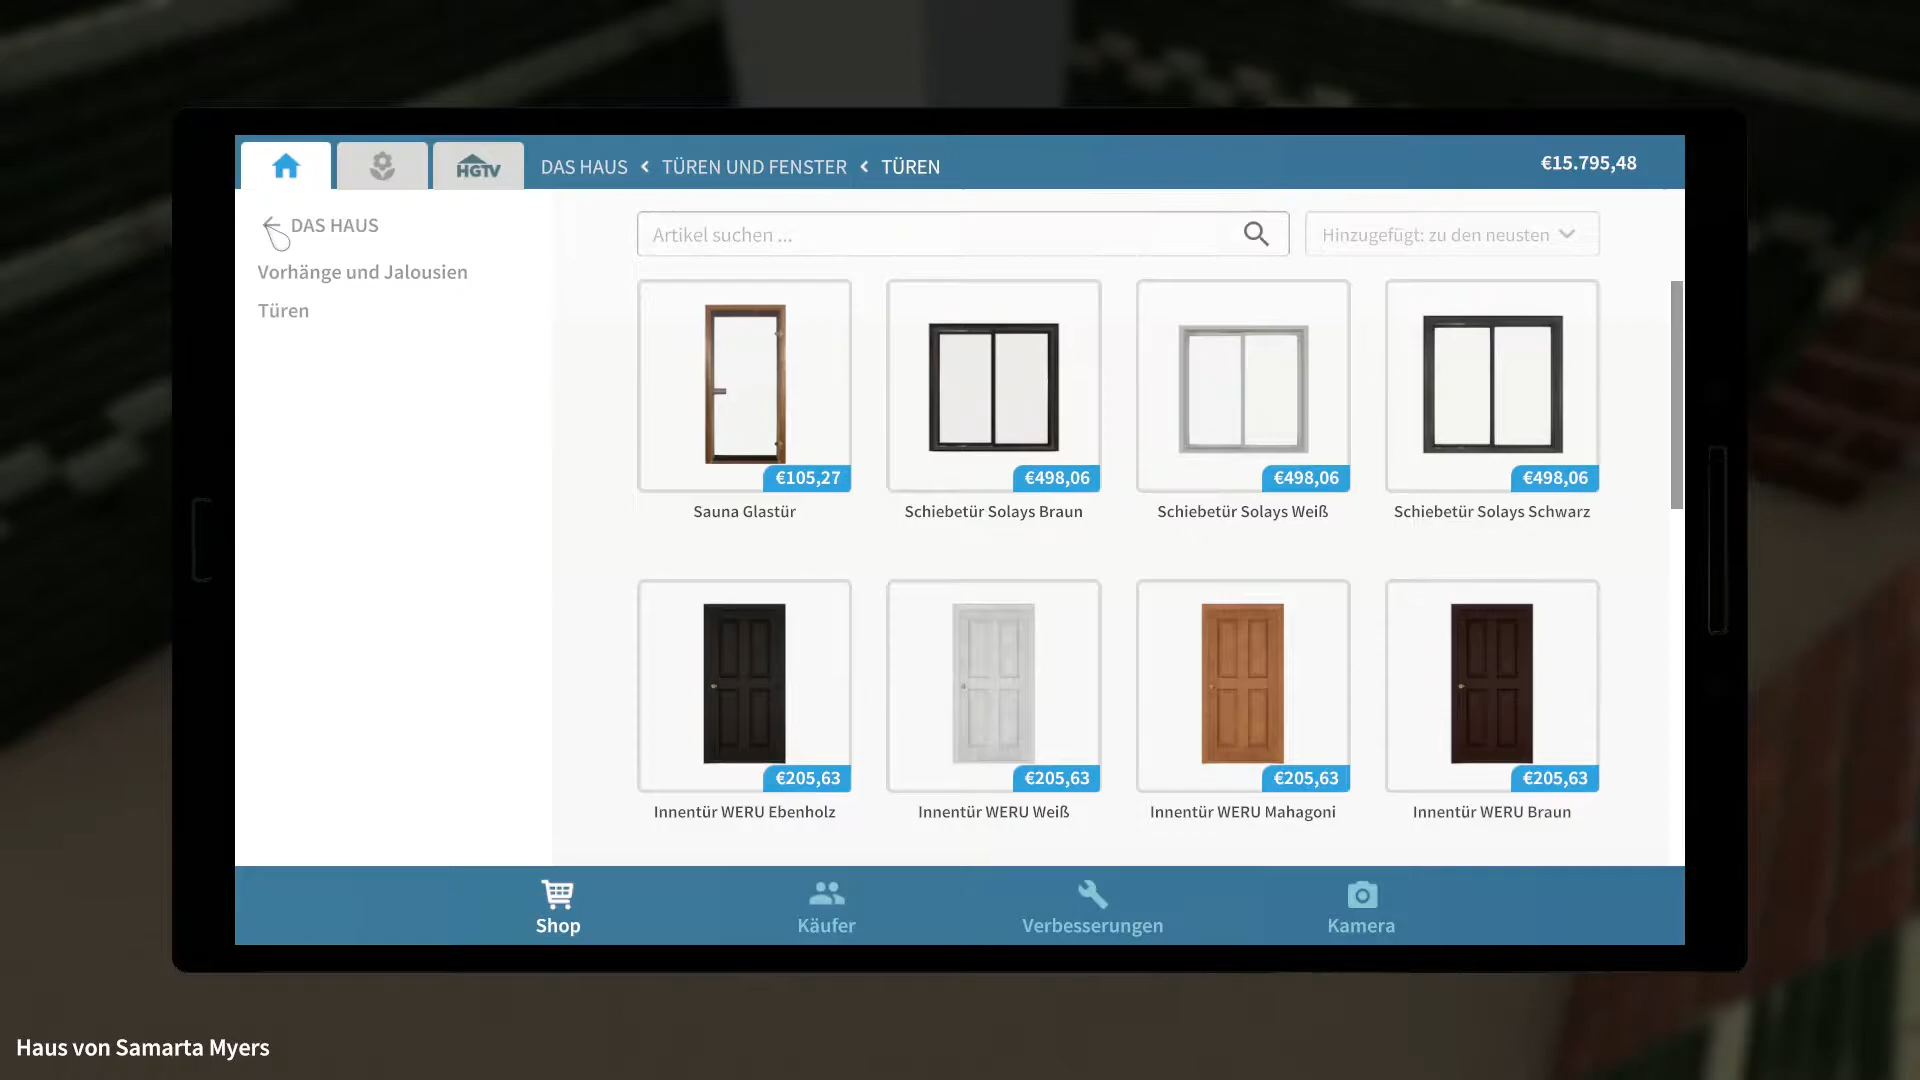 HGTV
DAS HAUS < TÜREN UND FENSTER < TÜREN
€15.795,48
DAS HAUS
Vorhänge und Jalousien
Türen
Artikel suchen ...
Hinzugefügt: zu den neusten
€105,27
€498,06
€498,06
€498,06
Sauna Glastür
Schiebetür Solays Braun
Schiebetür Solays Weiß
Schiebetür Solays Schwarz
€205,63
€205,63
€205,63
€205,63
Innentür WERU Ebenholz
Innentür WERU Weiß
Innentür WERU Mahagoni
Innentür WERU Braun
Shop
Käufer
Verbesserungen
Kamera
Haus von Samarta Myers